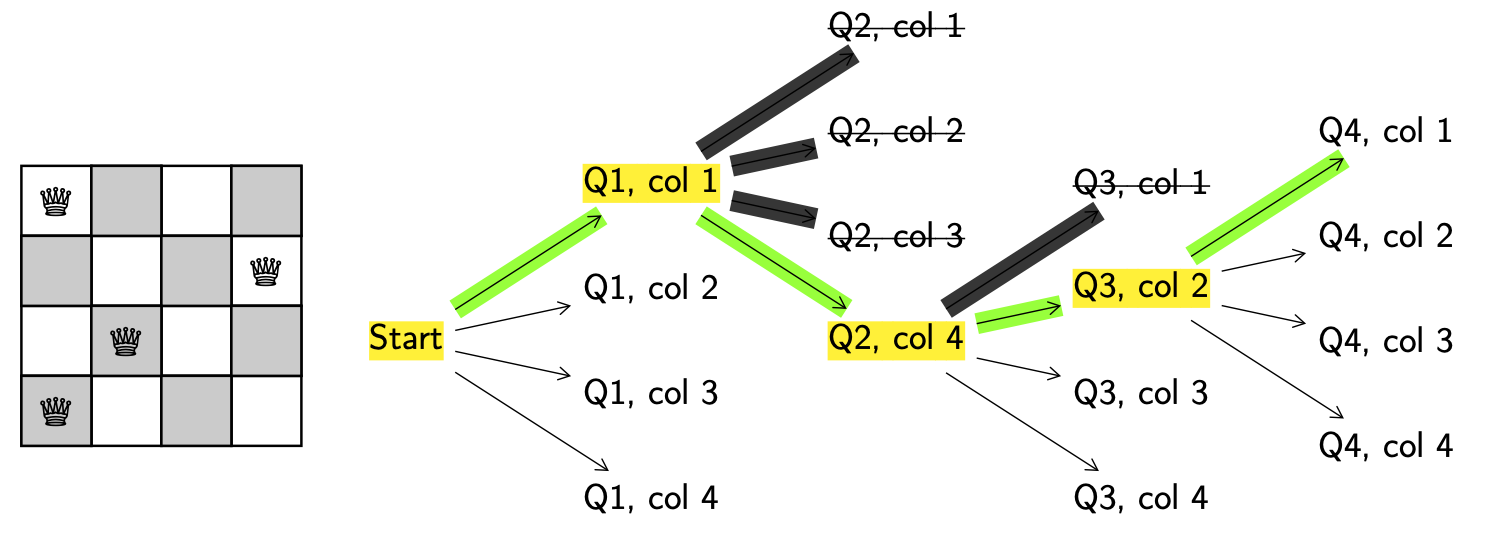 Q2, col 1
Q2, col 2
Q4, col 1
Q1, col 1
Q3, col 1
Q2, col 3
Q4, col 2
Q1, col 2
Q3, col 2
Start
Q2, col 4
Q4, col 3
Q1, col 3
Q3, col 3
Q4, col 4
Q1, col 4
Q3, col 4